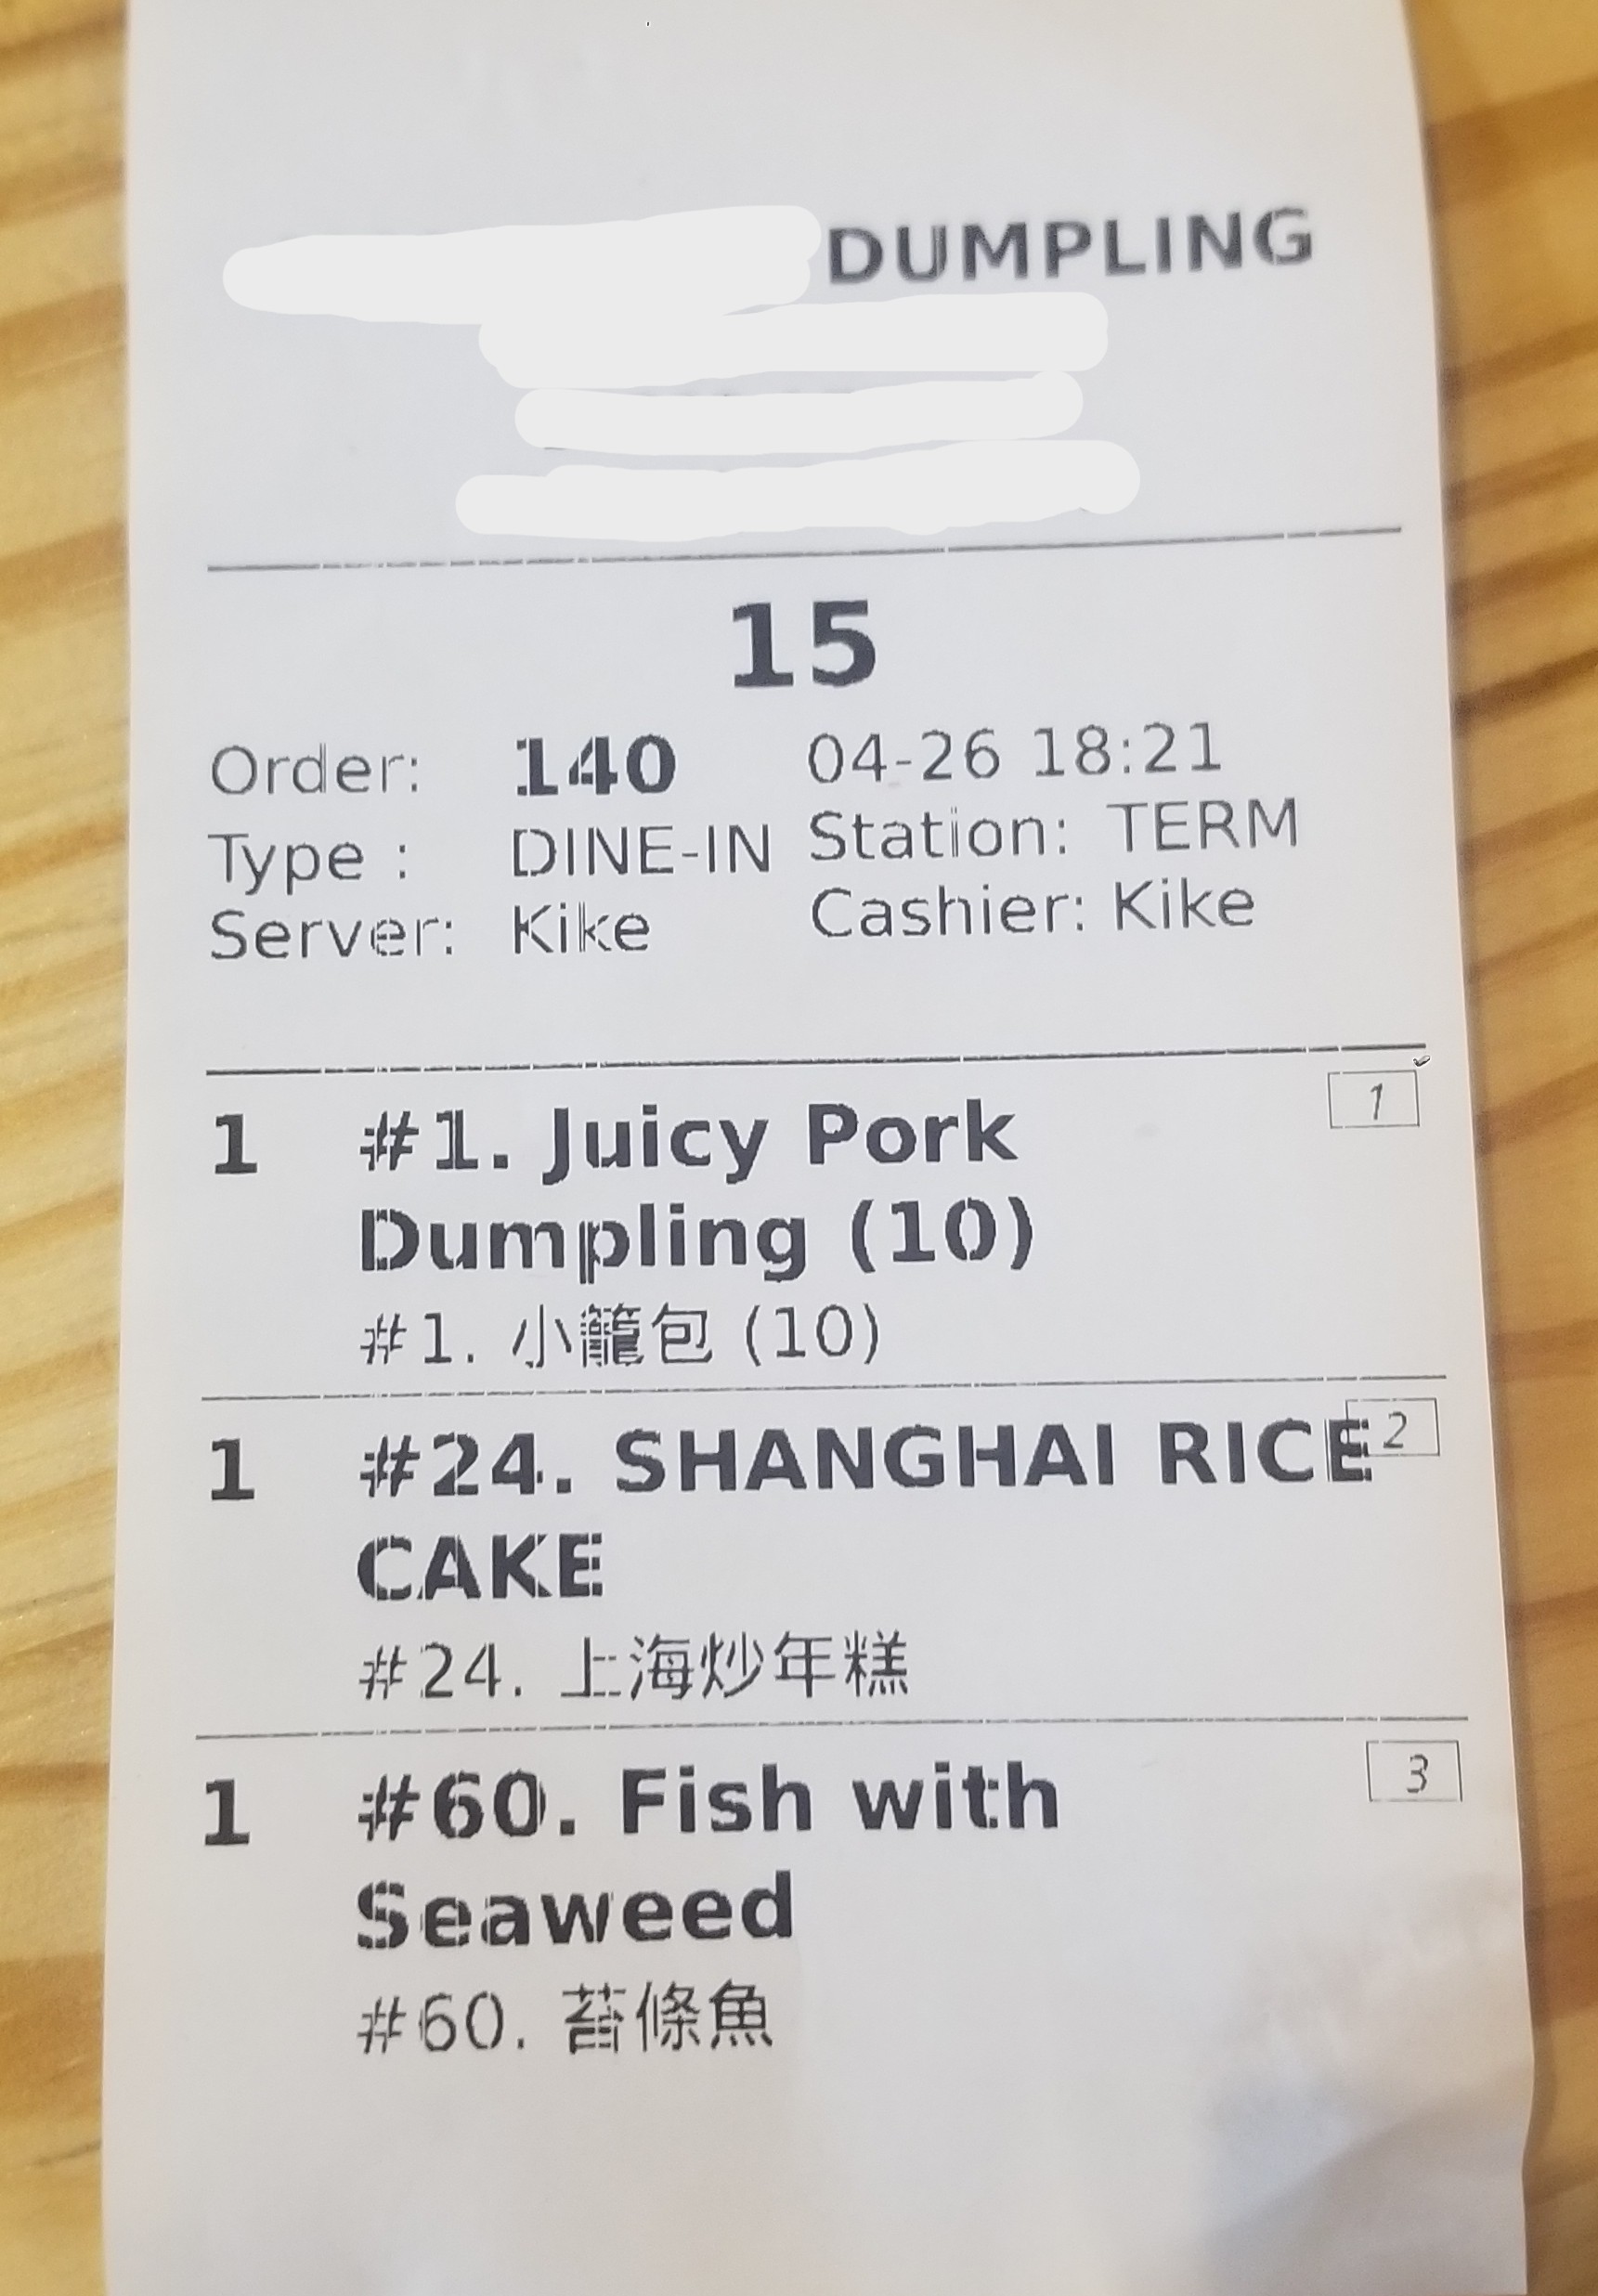 DUMPLING
15
Order: 140 04-26 18:21
Type : DINE-IN Station: TERM
Server: Kike Cashier: Kike
1 #1. Juicy Pork 1
Dumpling (10)
#1. 小籠包 (10)
1 #24. SHANGHAI RICE 2
CAKE
#24. 上海炒年糕
1 #60. Fish with 3
Seaweed
#60. 苔條魚